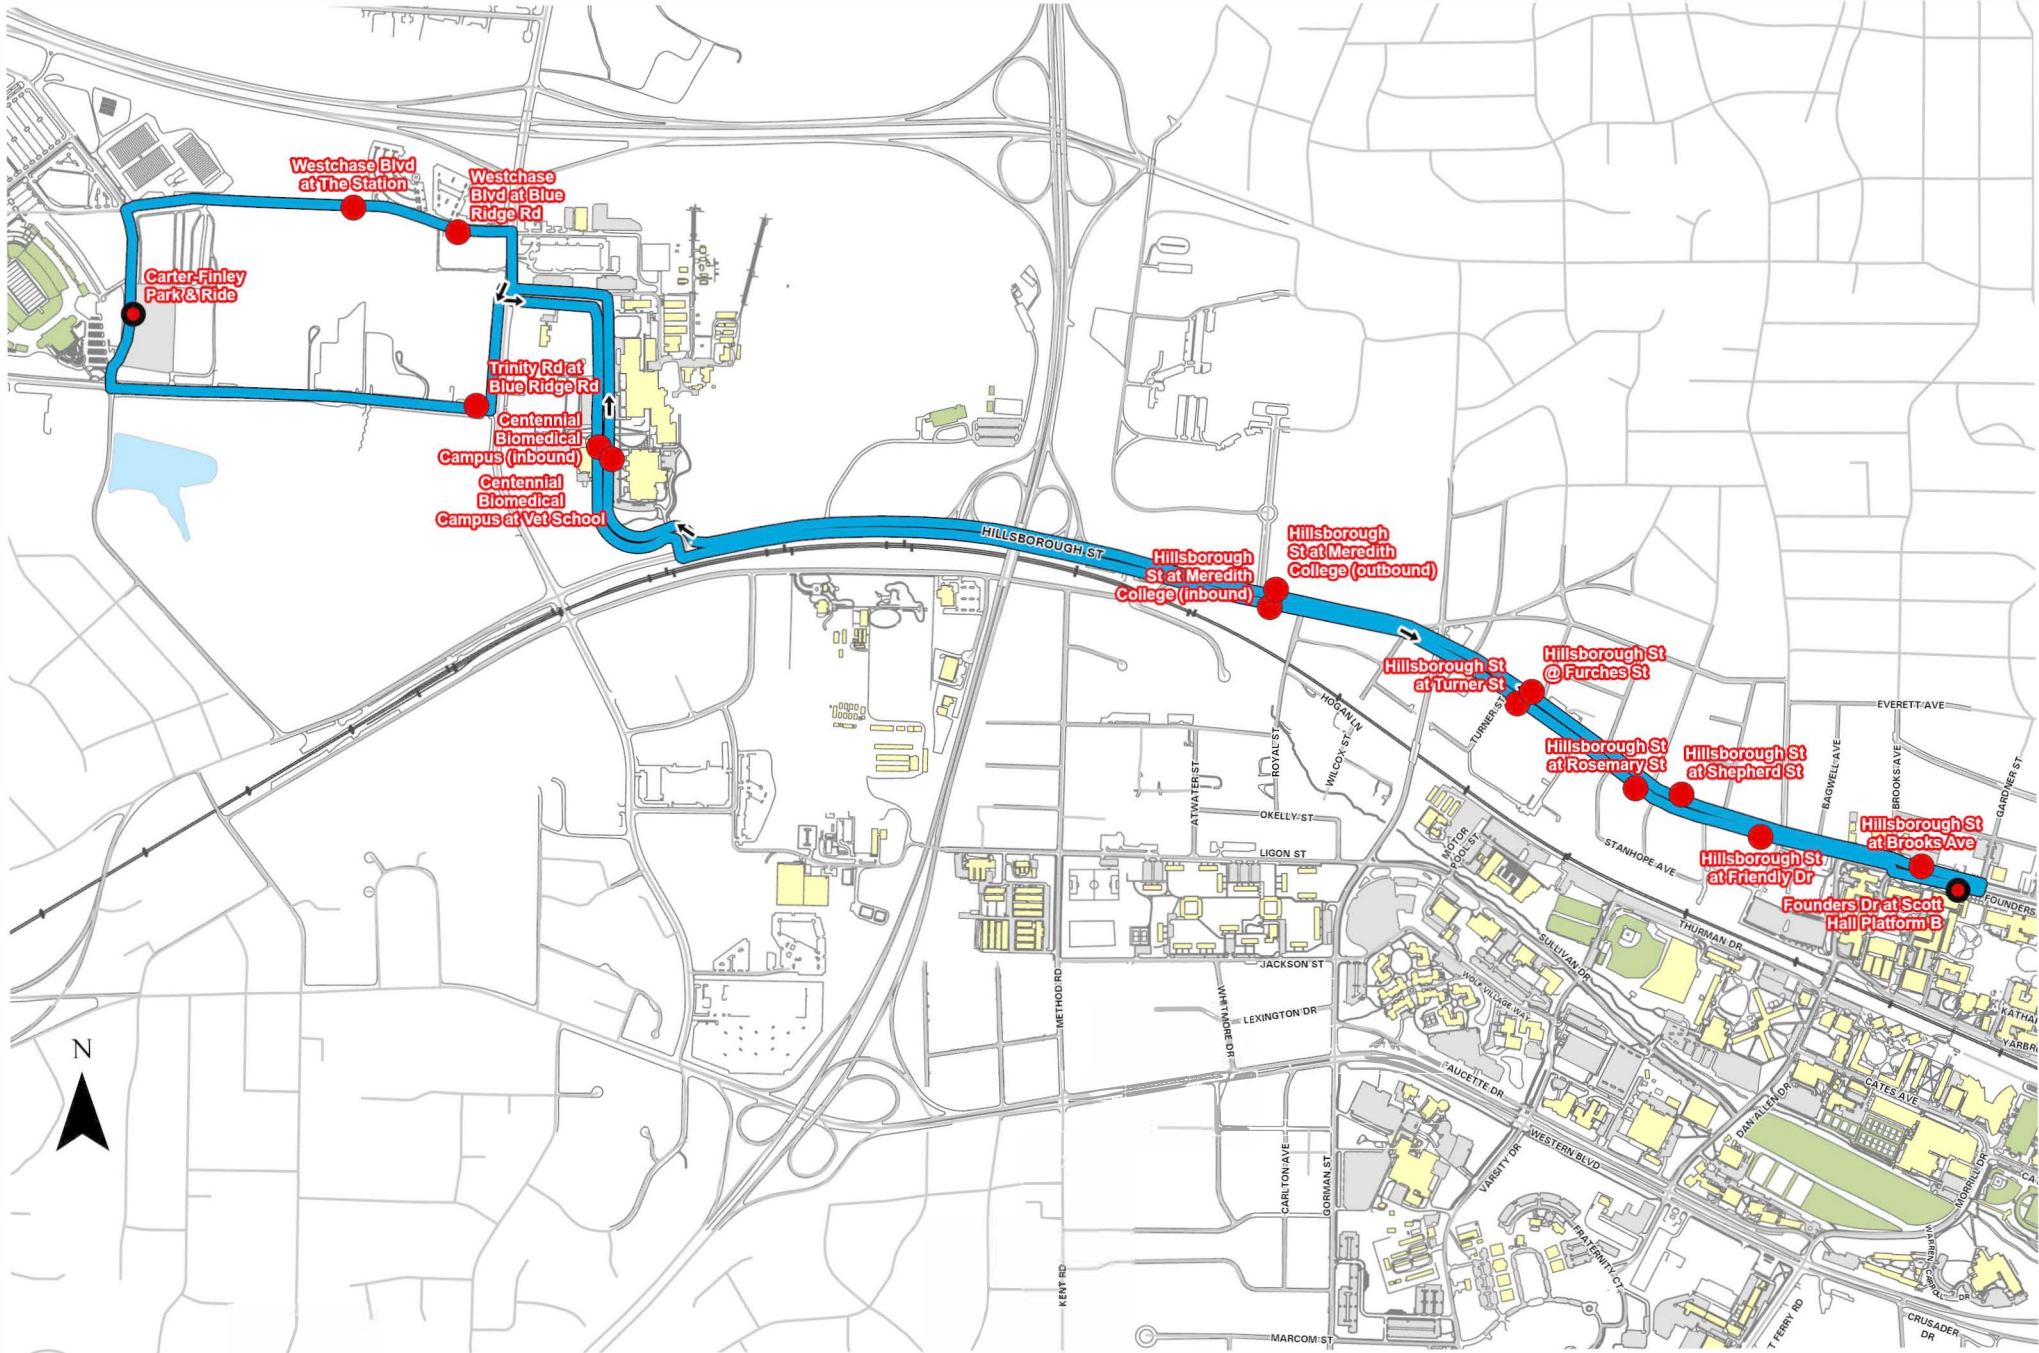 Westchase Blvd
at The Station
Westchase
Blvd at Blue
Ridge Rd
Carter-Finley
Park & Ride
Trinity Rd at
Blue Ridge Rd
Centennial
Biomedical
Campus (inbound)
Centennial
Biomedical
Campus at Vet School
HILLSBOROUGH ST
Hillsborough
St at Meredith
College (inbound)
Hillsborough
St at Meredith
College (outbound)
Hillsborough St
at Turner St
Hillsborough St
@ Furches St
Hillsborough St
at Rosemary St
Hillsborough St
at Shepherd St
Hillsborough St
at Friendly Dr
Hillsborough St
at Brooks Ave
Founders Dr at Scott
Hall Platform B
FOUNDERS
EVERETT AVE
BAGWELL AVE
BROOKS AVE
GARDNER ST
HOGAN LN
TURNER ST
ROYAL ST
WILCOX ST
ATWATER ST
OKELLY ST
LIGON ST
MOTOR
POOL ST
STANHOPE AVE
THURMAN DR
SULLIVAN DR
WOLF VILLAGE WAY
JACKSON ST
METHOD RD
WHITMORE DR
LEXINGTON DR
FAUCETTE DR
WESTERN BLVD
VARSITY DR
DAN ALLEN DR
CATES AVE
KATHA
YARBR
MORRILL DR
CA
CARLTON AVE
GORMAN ST
FRATERNITY CT
KENT RD
MARCOM ST
T FERRY RD
CRUSADER
DR
N